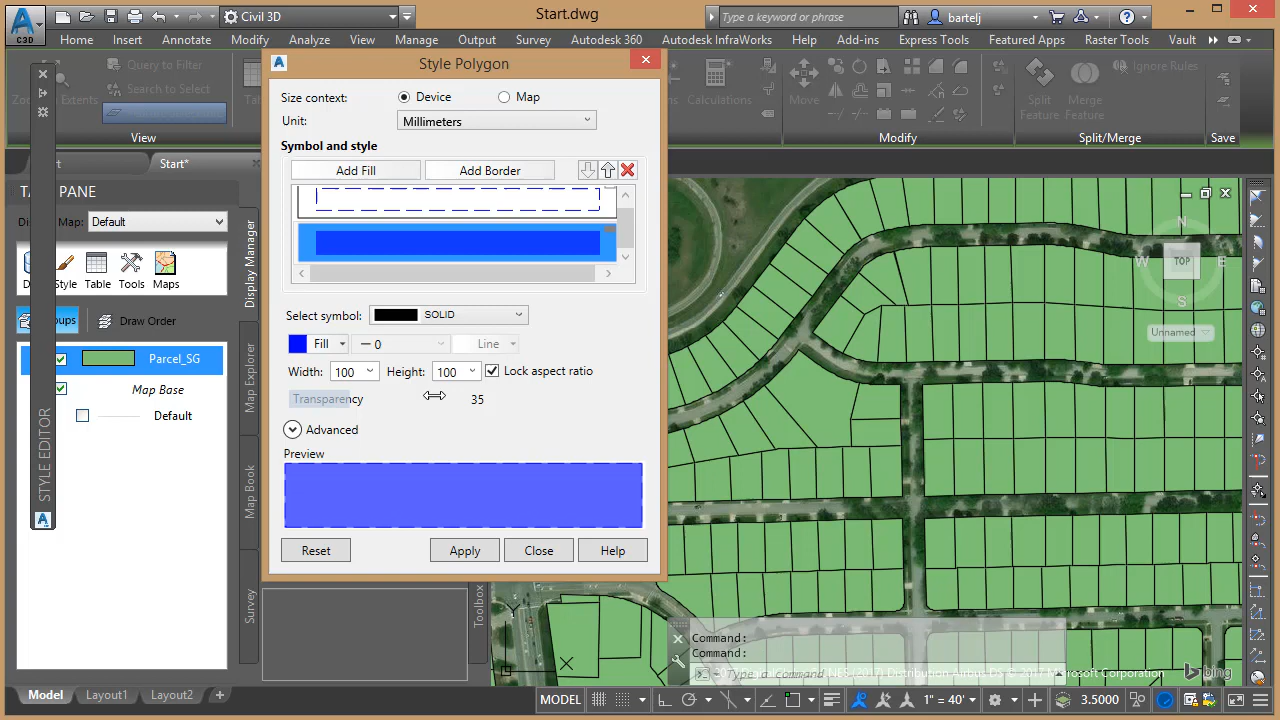 Civil 3D
Start.dwg
Type a keyword or phrase
bartelj
C3D
Home
Insert
Annotate
Modify
Analyze
View
Manage
Output
Survey
Autodesk 360
Autodesk InfraWorks
Help
Add-ins
Express Tools
Featured Apps
Raster Tools
Vault
Query to Filter
Search to Select
Extents
View
Calculations
Move
Modify
Split
Feature
Merge
Feature
Ignore Rules
Split/Merge
Save
Start*
PANE
Map:
Default
Style
Table
Tools
Maps
Draw Order
Parcel_SG
Map Base
Default
STYLE EDITOR
Display Manager
Map Explorer
Map Book
Survey
Toolbox
Style Polygon
Size context:
Device
Map
Unit:
Millimeters
Symbol and style
Add Fill
Add Border
Select symbol:
SOLID
Fill
0
Line
Width:
100
Height:
100
Lock aspect ratio
Transparency
35
Advanced
Preview
Reset
Apply
Close
Help
N
W
TOP
E
S
Unnamed
Y
X
Command:
Command:
Type a command
2017 Microsoft Corporation
bing
Model
Layout1
Layout2
+
MODEL
1" = 40'
3.5000